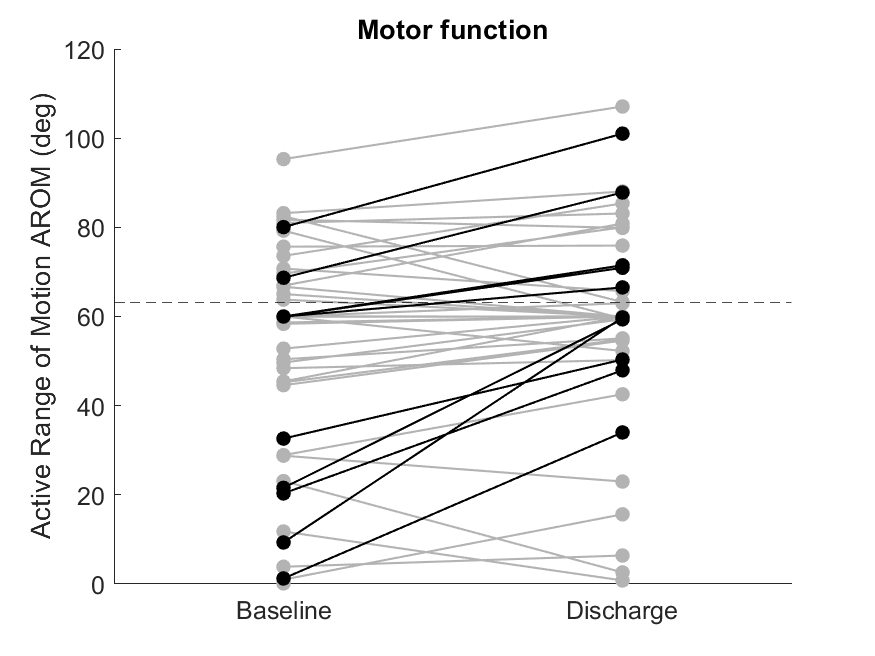 Motor function
Active Range of Motion AROM (deg)
120
100
80
60
40
20
0
Baseline
Discharge